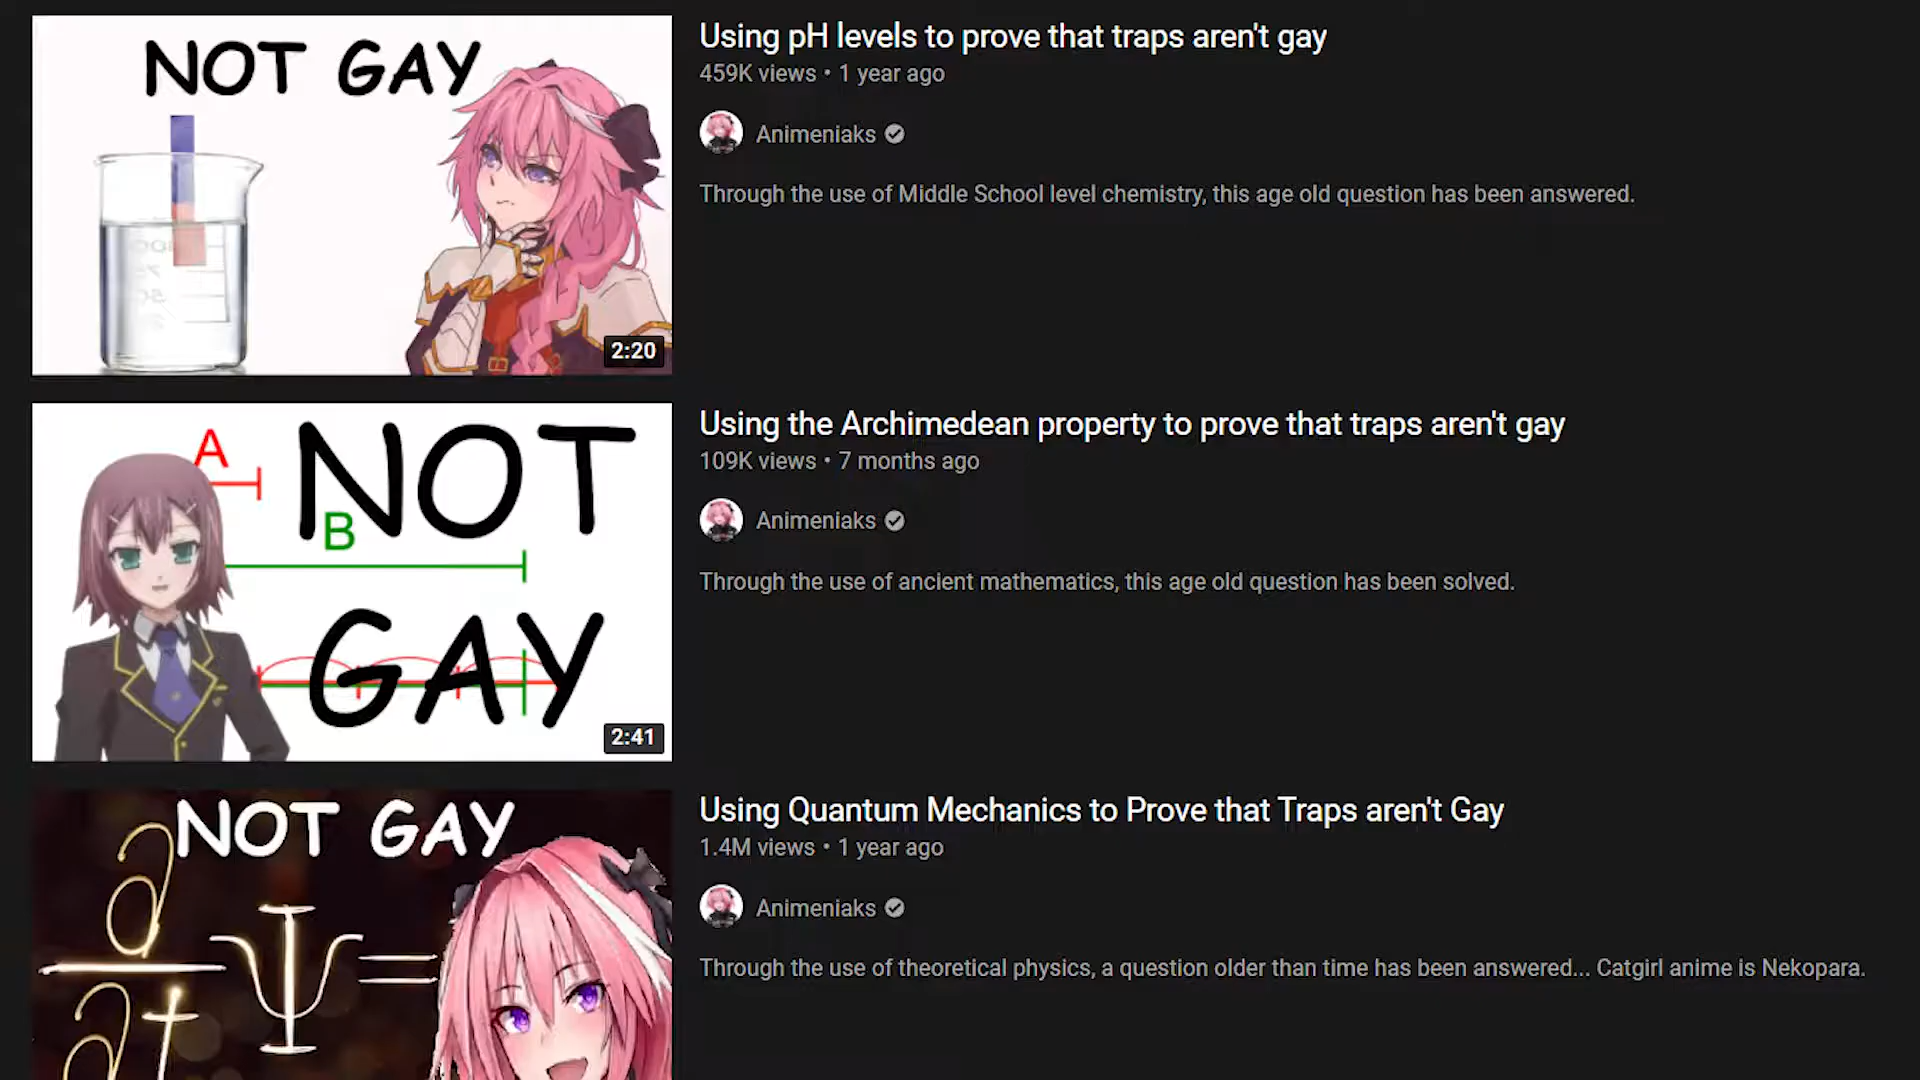 NOT GAY
2:20
Using pH levels to prove that traps aren't gay
459K views • 1 year ago
Animeniaks
Through the use of Middle School level chemistry, this age old question has been answered.
A
NOT
B
GAY
2:41
Using the Archimedean property to prove that traps aren't gay
109K views • 7 months ago
Animeniaks
Through the use of ancient mathematics, this age old question has been solved.
NOT GAY
∂
Ψ =
∂t
Using Quantum Mechanics to Prove that Traps aren't Gay
1.4M views • 1 year ago
Animeniaks
Through the use of theoretical physics, a question older than time has been answered... Catgirl anime is Nekopara.